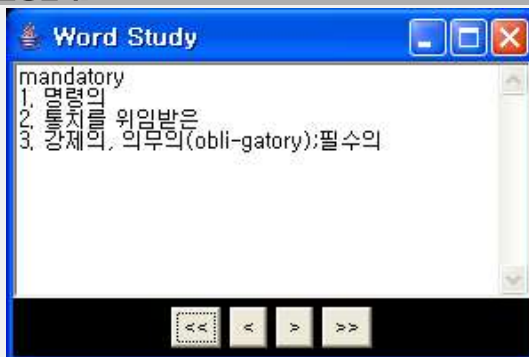 Word Study
mandatory
1. 명령의
2. 통치를 위임받은
3. 강제의, 의무의(obli-gatory);필수의
<< < > >>